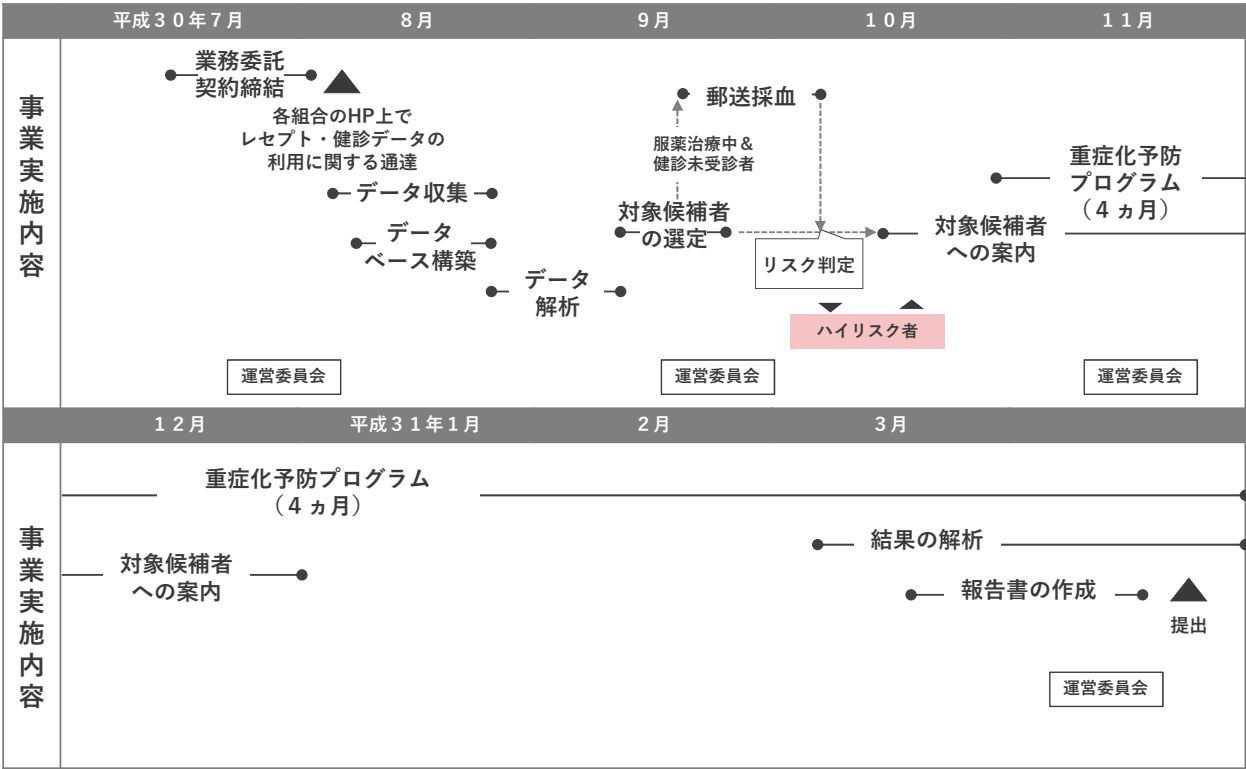 平成３０年７月
８月
９月
１０月
１１月
事業実施内容
業務委託
契約締結
各組合のHP上で
レセプト・健診データの
利用に関する通達
データ収集
データ
ベース構築
データ
解析
対象候補者
の選定
服薬治療中＆
健診未受診者
郵送採血
リスク判定
ハイリスク者
対象候補者
への案内
重症化予防
プログラム
（４ヵ月）
運営委員会
運営委員会
運営委員会
１２月
平成３１年１月
２月
３月
事業実施内容
重症化予防プログラム
（４ヵ月）
対象候補者
への案内
結果の解析
報告書の作成
提出
運営委員会